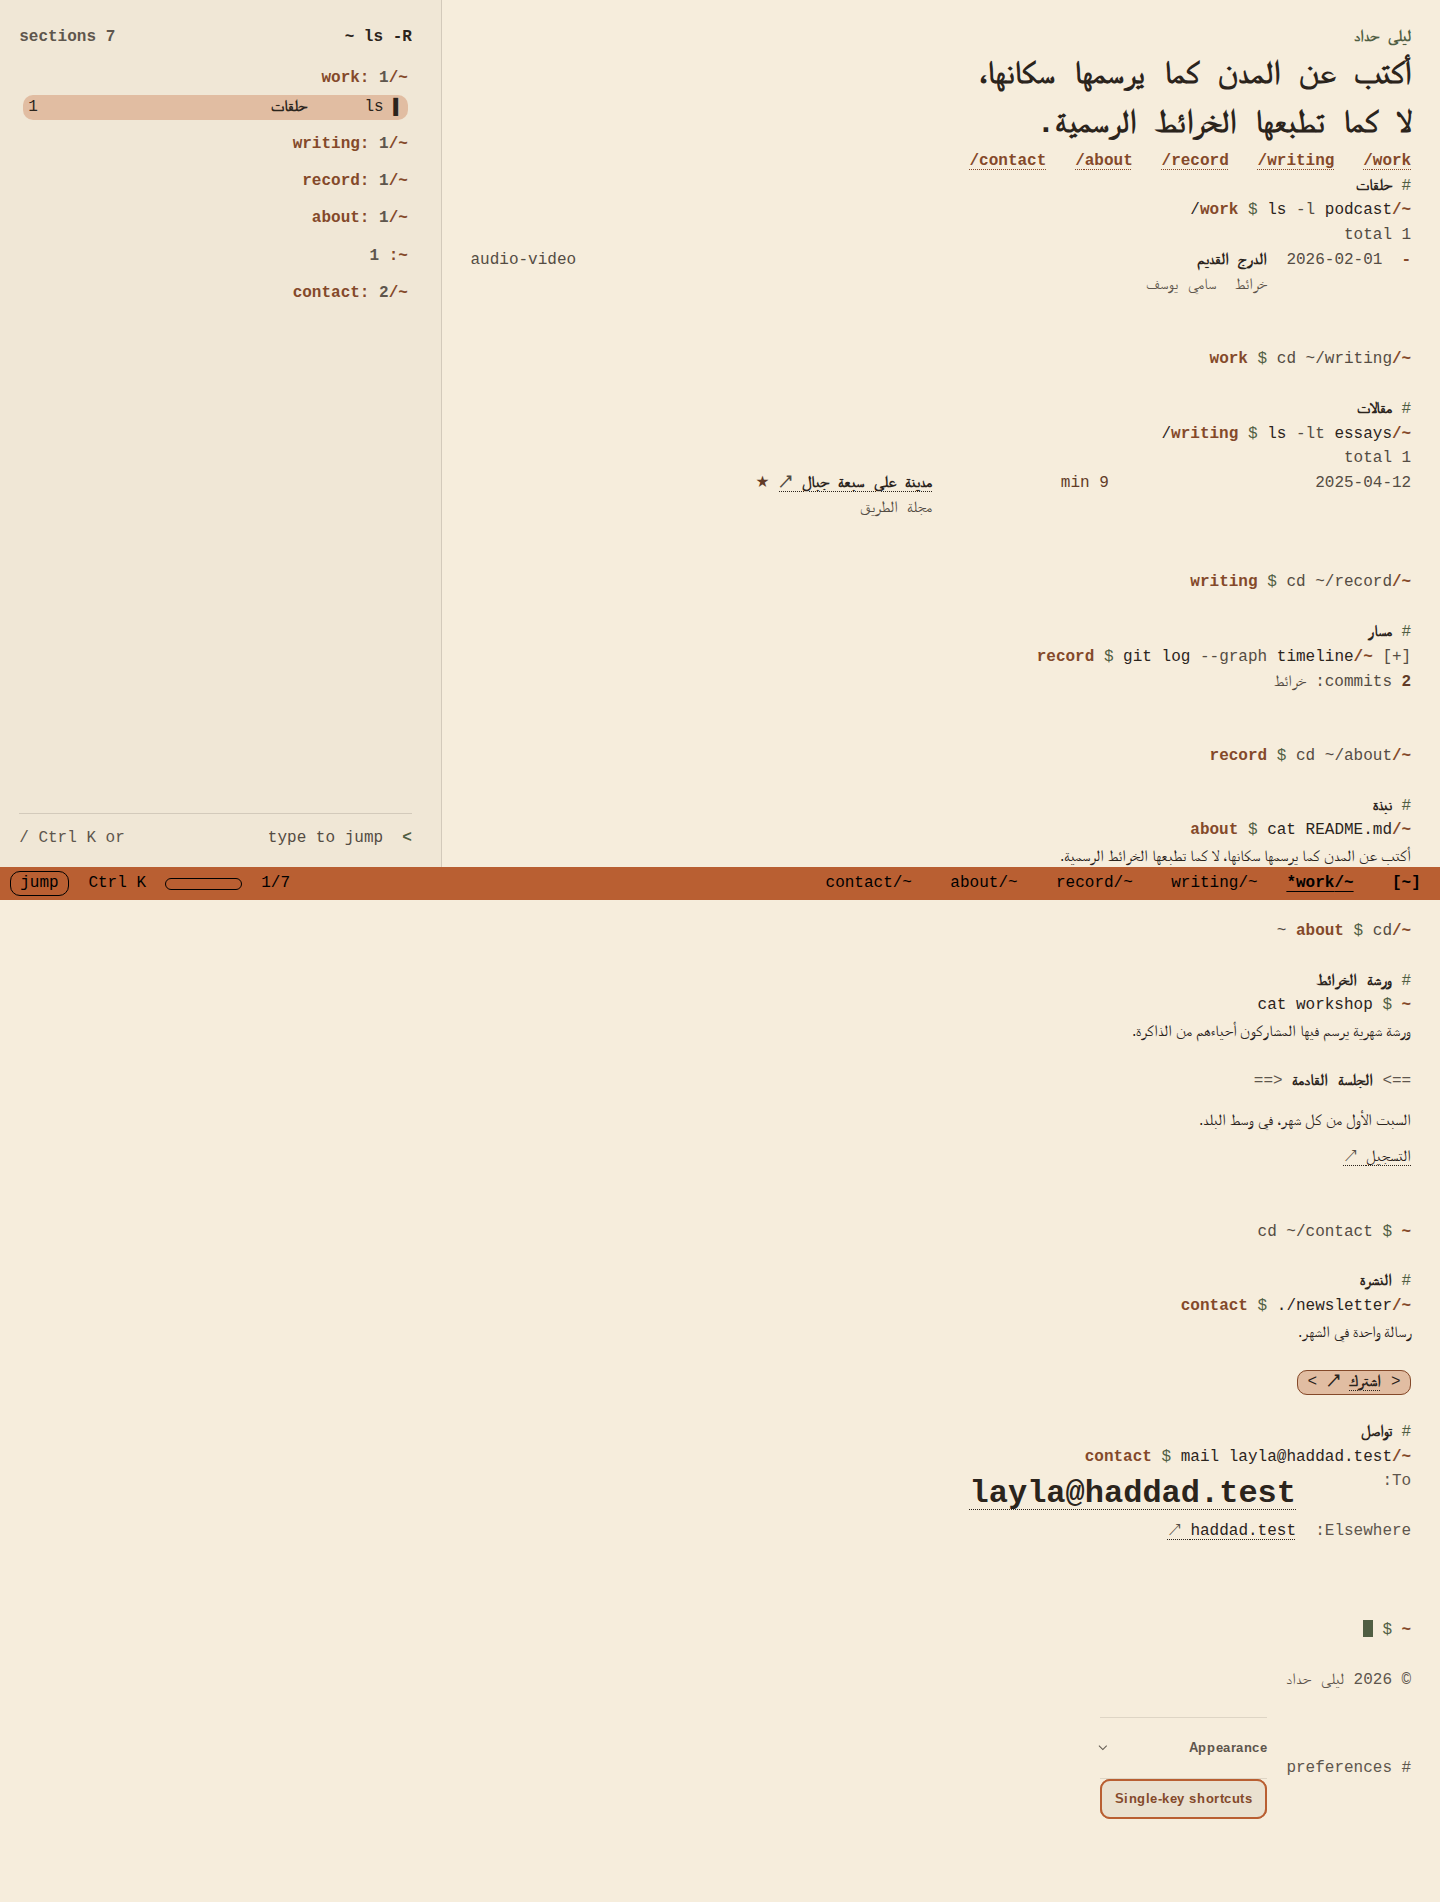 ~ ls -R sections 7
~/work: 1
▌ ls حلقات 1
~/writing: 1
~/record: 1
~/about: 1
~: 1
~/contact: 2
> type to jump / Ctrl K or
ليلى حداد
أكتب عن المدن كما يرسمها سكانها،
لا كما تطبعها الخرائط الرسمية.
/work /writing /record /about /contact
# حلقات
~/work $ ls -l podcast/
total 1
- 2026-02-01 الدرج القديم audio-video
خرائط سامي يوسف
~/work $ cd ~/writing
# مقالات
~/writing $ ls -lt essays/
total 1
2025-04-12 9 min مدينة على سبعة جبال ↗ ★
مجلة الطريق
~/writing $ cd ~/record
# مسار
[+] ~/record $ git log --graph timeline
2 commits: خرائط
~/record $ cd ~/about
# نبذة
~/about $ cat README.md
أكتب عن المدن كما يرسمها سكانها، لا كما تطبعها الخرائط الرسمية.
[~] ~/work* ~/writing ~/record ~/about ~/contact 1/7 Ctrl K jump
~/about $ cd ~
# ورشة الخرائط
~ $ cat workshop
ورشة شهرية يرسم فيها المشاركون أحياءهم من الذاكرة.
==> الجلسة القادمة <==
السبت الأول من كل شهر، في وسط البلد.
التسجيل ↗
~ $ cd ~/contact
# النشرة
~/contact $ ./newsletter
رسالة واحدة في الشهر.
< اشترك ↗ >
# تواصل
~/contact $ mail layla@haddad.test
To:
layla@haddad.test
Elsewhere: haddad.test ↗
~ $
© 2026 ليلى حداد
Appearance
# preferences
Single-key shortcuts